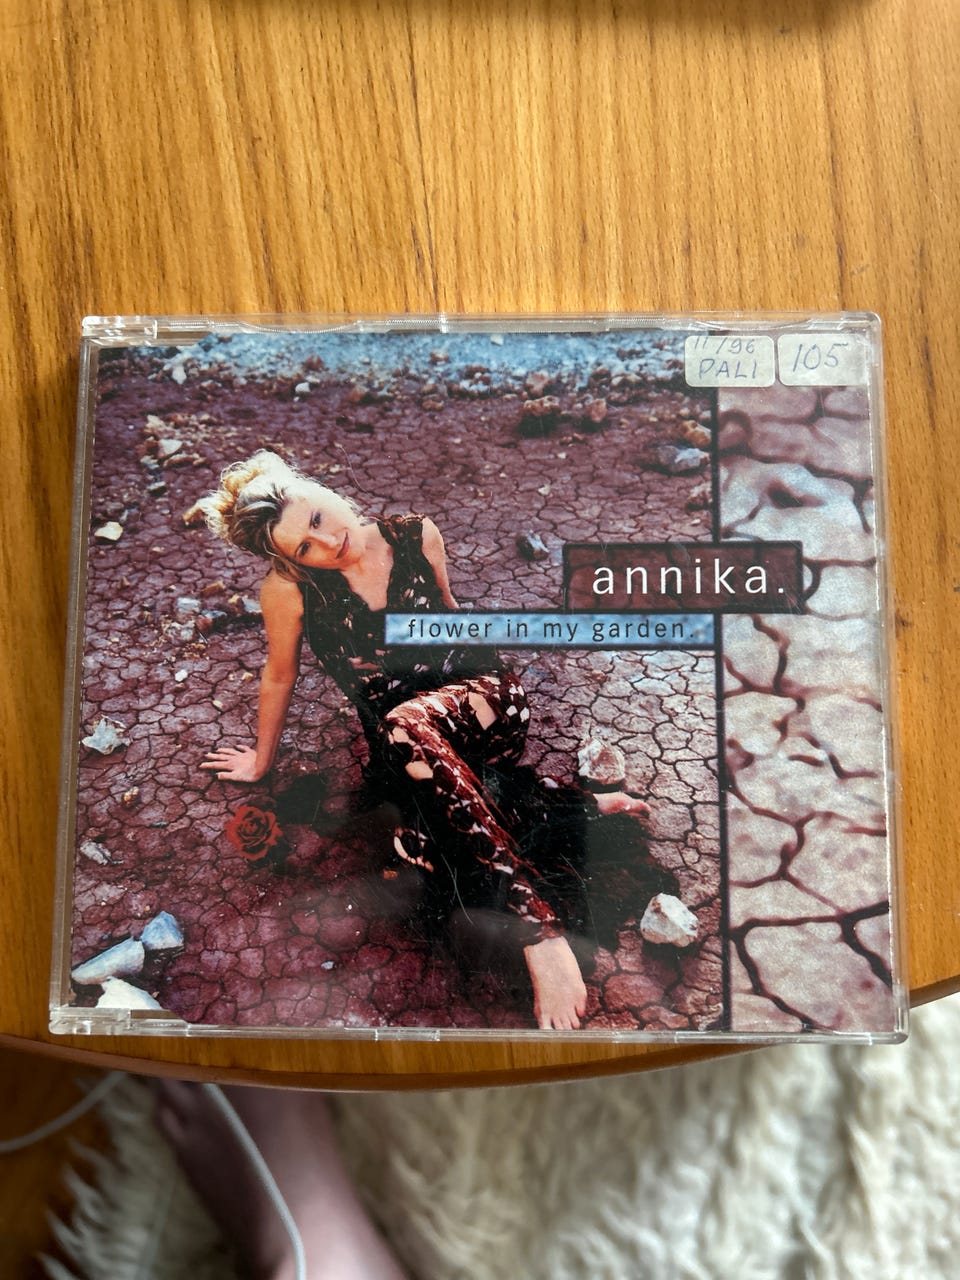 11/96
PALI
105
annika.
flower in my garden.